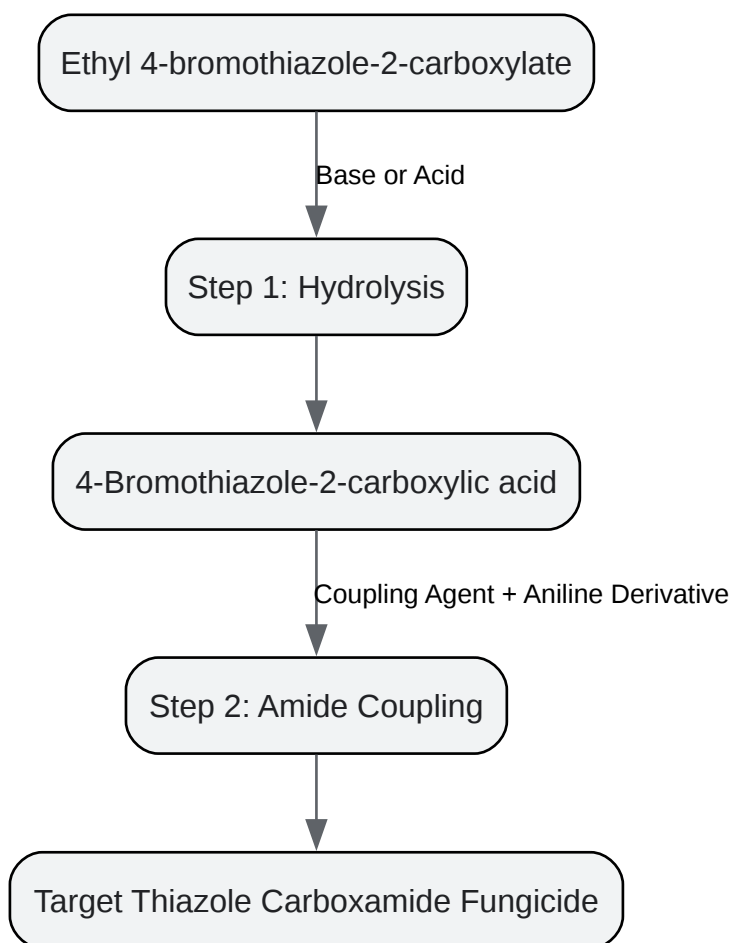 Ethyl 4-bromothiazole-2-carboxylate
Base or Acid
Step 1: Hydrolysis
4-Bromothiazole-2-carboxylic acid
Coupling Agent + Aniline Derivative
Step 2: Amide Coupling
Target Thiazole Carboxamide Fungicide